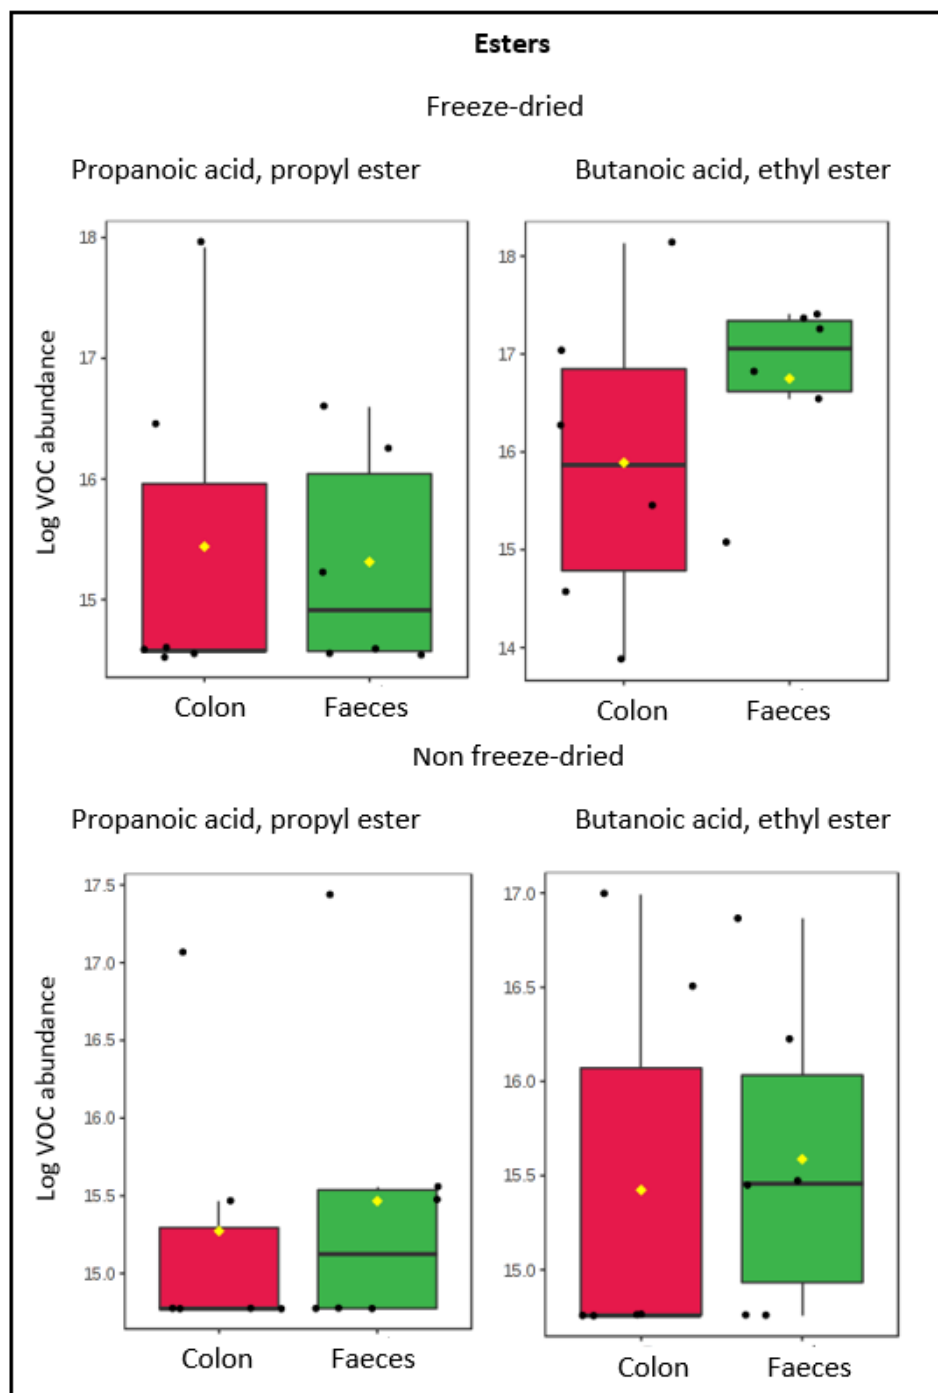 Esters
Freeze-dried
Propanoic acid, propyl ester
Butanoic acid, ethyl ester
Log VOC abundance
18
17
16
15
Colon
Faeces
18
17
16
15
14
Colon
Faeces
Non freeze-dried
Propanoic acid, propyl ester
Butanoic acid, ethyl ester
Log VOC abundance
17.5
17.0
16.5
16.0
15.5
15.0
Colon
Faeces
17.0
16.5
16.0
15.5
15.0
Colon
Faeces